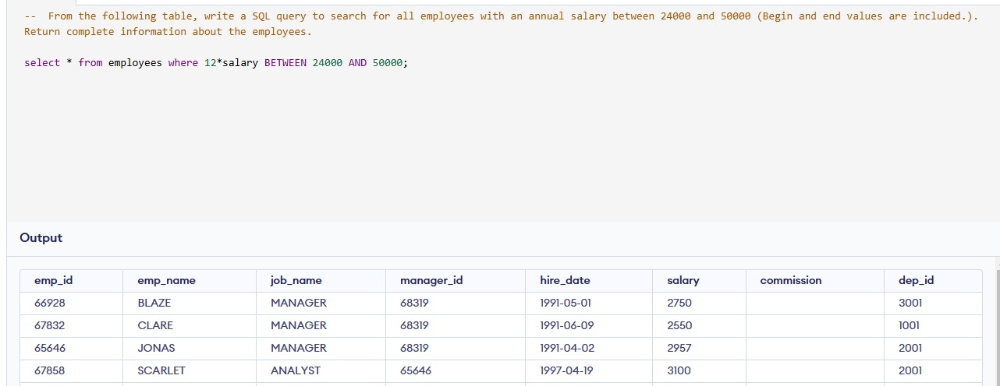 --  From the following table, write a SQL query to search for all employees with an annual salary between 24000 and 50000 (Begin and end values are included.).
Return complete information about the employees.
select * from employees where 12*salary BETWEEN 24000 AND 50000;
Output
emp_id emp_name job_name manager_id hire_date salary commission dep_id
66928 BLAZE MANAGER 68319 1991-05-01 2750 3001
67832 CLARE MANAGER 68319 1991-06-09 2550 1001
65646 JONAS MANAGER 68319 1991-04-02 2957 2001
67858 SCARLET ANALYST 65646 1997-04-19 3100 2001